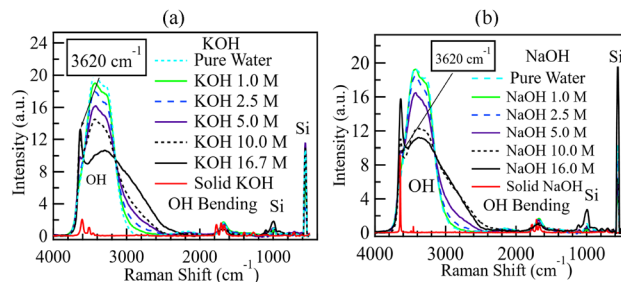 (a)
24
20
16
12
8
4
0
Intensity (a.u.)
3620 cm⁻¹
KOH
Pure Water
KOH 1.0 M
KOH 2.5 M
KOH 5.0 M
KOH 10.0 M
KOH 16.7 M
Solid KOH
OH
OH Bending
Si
Si
4000 3000 2000 1000
Raman Shift (cm⁻¹)
(b)
20
16
12
8
4
0
Intensity (a.u.)
3620 cm⁻¹
NaOH
Pure Water
NaOH 1.0 M
NaOH 2.5 M
NaOH 5.0 M
NaOH 10.0 M
NaOH 16.0 M
Solid NaOH
OH
OH Bending
Si
Si
4000 3000 2000 1000
Raman Shift (cm⁻¹)